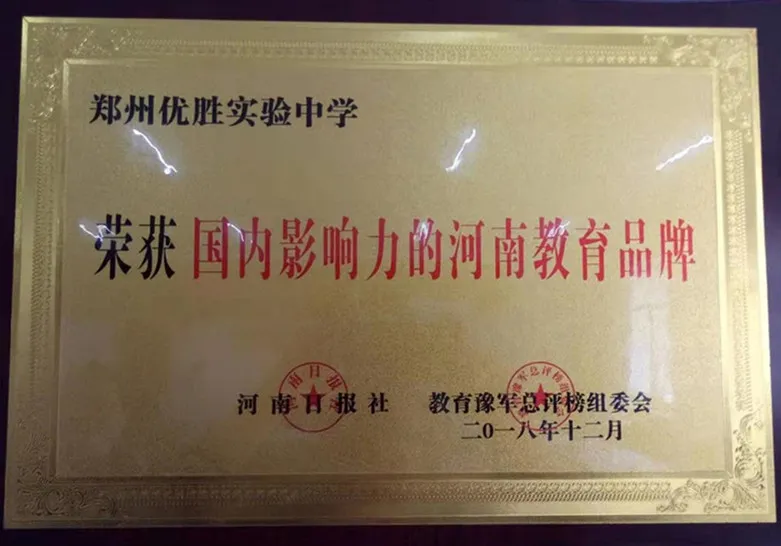 郑州优胜实验中学
荣获 国内影响力的河南教育品牌
河南日报社 教育豫军总评榜组委会
二〇一八年十二月